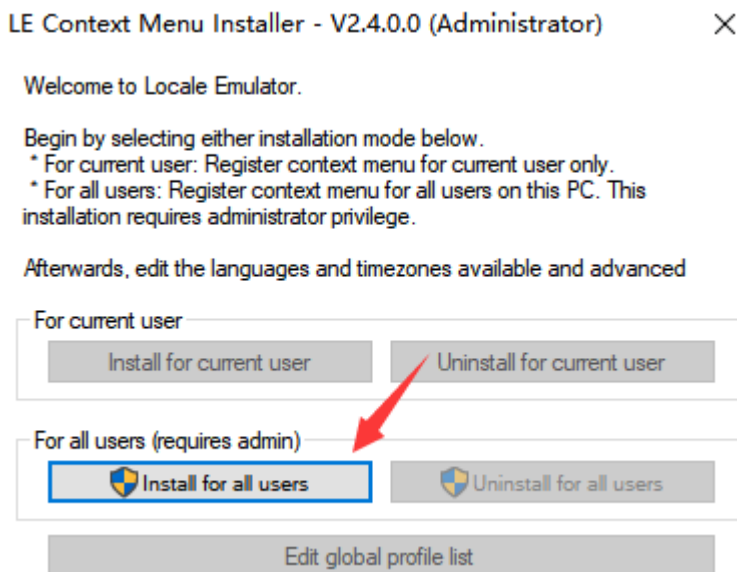 LE Context Menu Installer - V2.4.0.0 (Administrator)
Welcome to Locale Emulator.
Begin by selecting either installation mode below.
* For current user: Register context menu for current user only.
* For all users: Register context menu for all users on this PC. This
installation requires administrator privilege.
Afterwards, edit the languages and timezones available and advanced
For current user
Install for current user
Uninstall for current user
For all users (requires admin)
Install for all users
Uninstall for all users
Edit global profile list